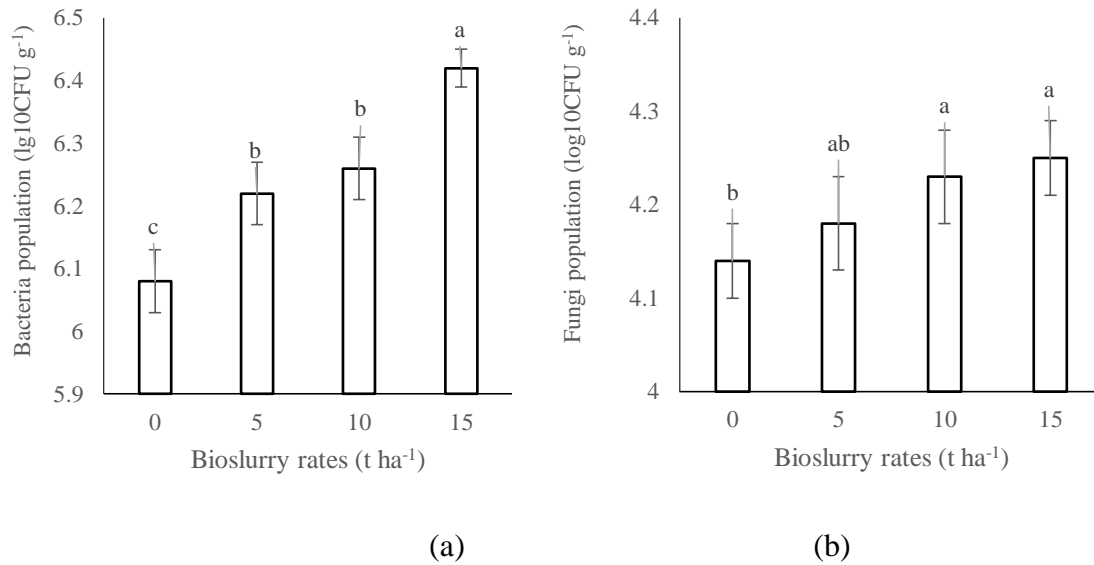 Bacteria population (lg10CFU g-1)
6.5
6.4
6.3
6.2
6.1
6
5.9
c
b
b
a
0 5 10 15
Bioslurry rates (t ha-1)
(a)
Fungi population (log10CFU g-1)
4.4
4.3
4.2
4.1
4
b
ab
a
a
0 5 10 15
Bioslurry rates (t ha-1)
(b)